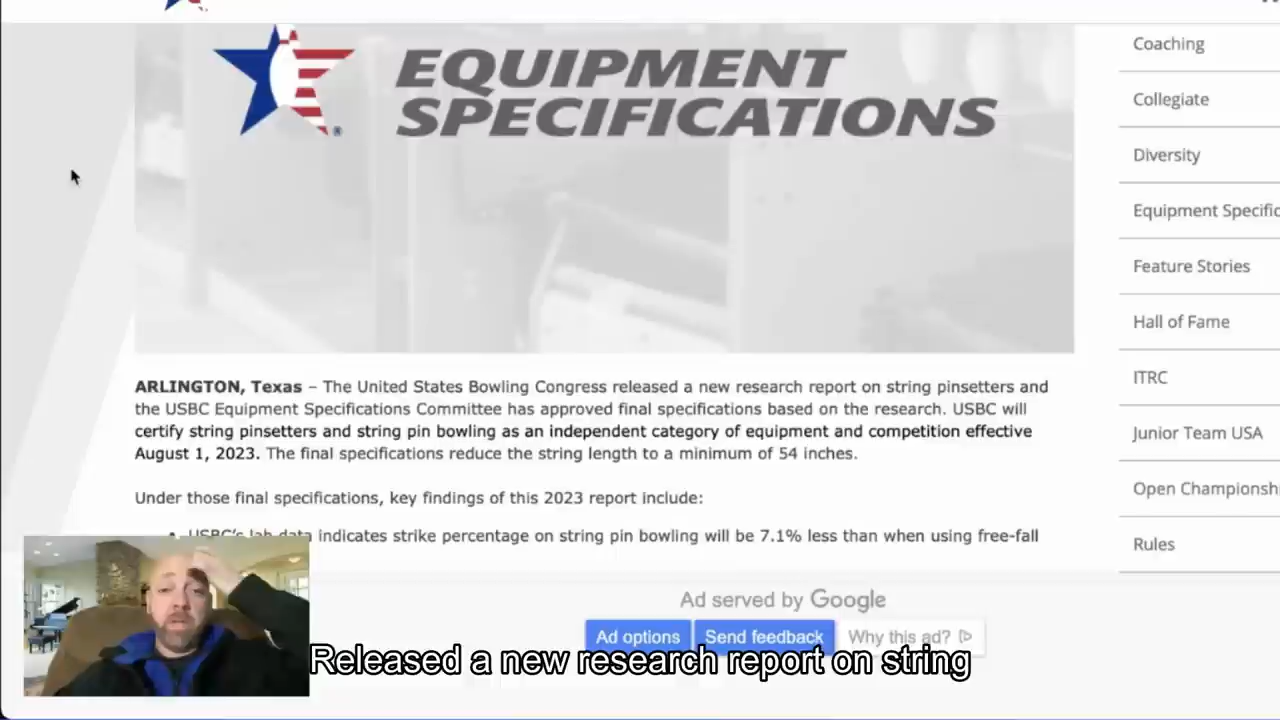 EQUIPMENT
SPECIFICATIONS
®
Coaching
Collegiate
Diversity
Equipment Specific
Feature Stories
Hall of Fame
ITRC
Junior Team USA
Open Championsh
Rules
ARLINGTON, Texas – The United States Bowling Congress released a new research report on string pinsetters and
the USBC Equipment Specifications Committee has approved final specifications based on the research. USBC will
certify string pinsetters and string pin bowling as an independent category of equipment and competition effective
August 1, 2023. The final specifications reduce the string length to a minimum of 54 inches.
Under those final specifications, key findings of this 2023 report include:
• USBC's lab data indicates strike percentage on string pin bowling will be 7.1% less than when using free-fall
Ad served by Google
Ad options Send feedback Why this ad?
Released a new research report on string